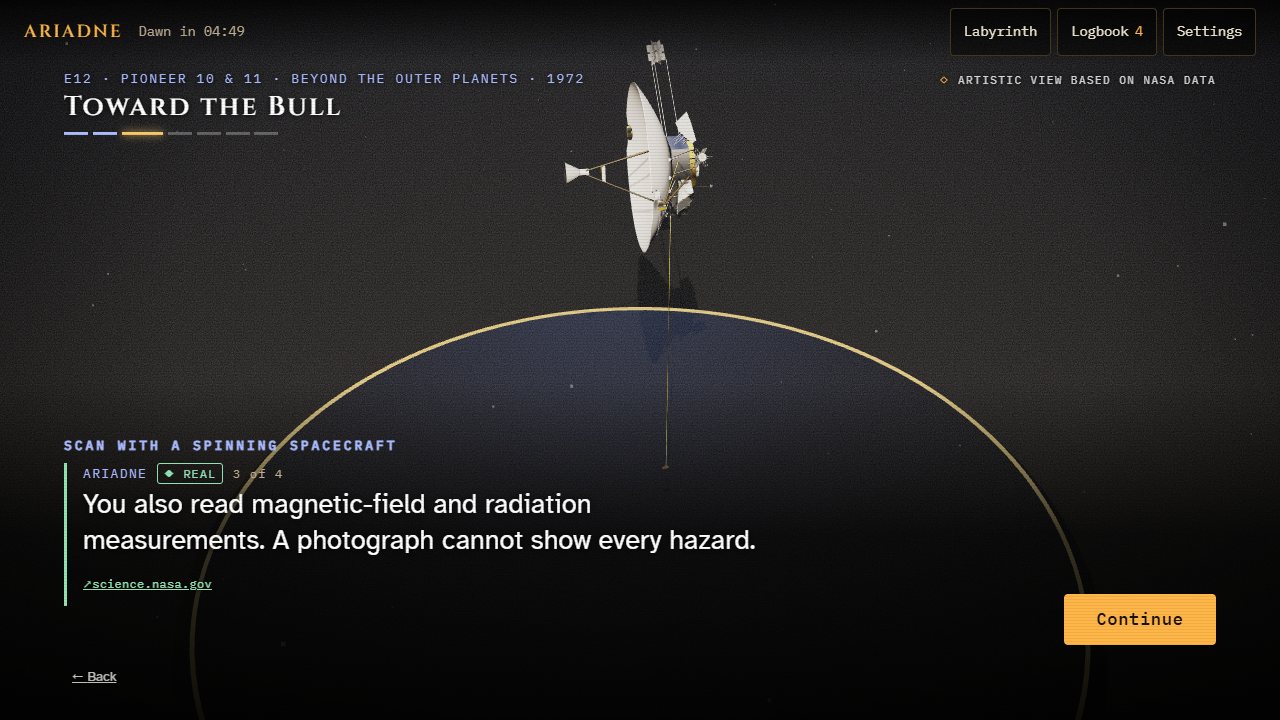 ARIADNE Dawn in 04:49
Labyrinth Logbook 4 Settings
E12 · PIONEER 10 & 11 · BEYOND THE OUTER PLANETS · 1972
◇ ARTISTIC VIEW BASED ON NASA DATA
TOWARD THE BULL
SCAN WITH A SPINNING SPACECRAFT
ARIADNE ◆ REAL 3 of 4
You also read magnetic-field and radiation
measurements. A photograph cannot show every hazard.
↗science.nasa.gov
Continue
← Back